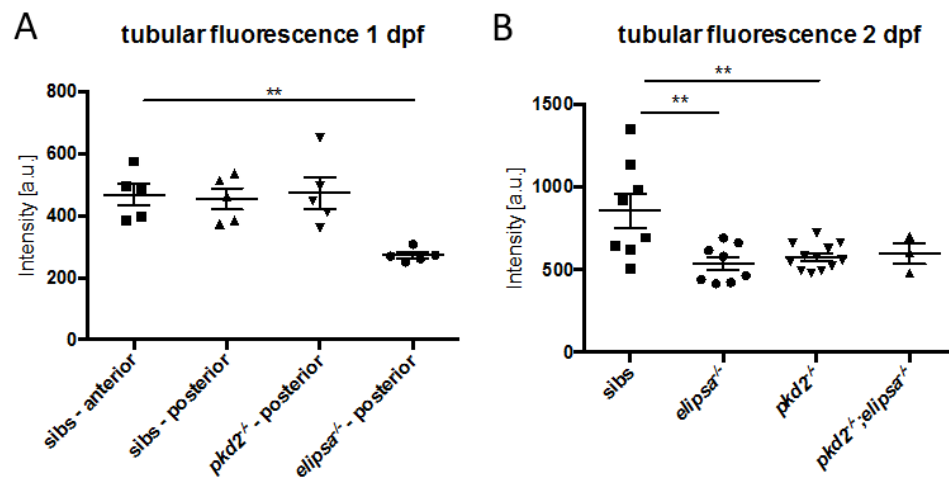 A
tubular fluorescence 1 dpf
**
800
600
400
200
0
Intensity [a.u.]
sibs - anterior
sibs - posterior
pkd2-/- - posterior
elipsa-/- - posterior
B
tubular fluorescence 2 dpf
**
**
1500
1000
500
0
Intensity [a.u.]
sibs
elipsa-/-
pkd2-/-
pkd2-/-;elipsa-/-